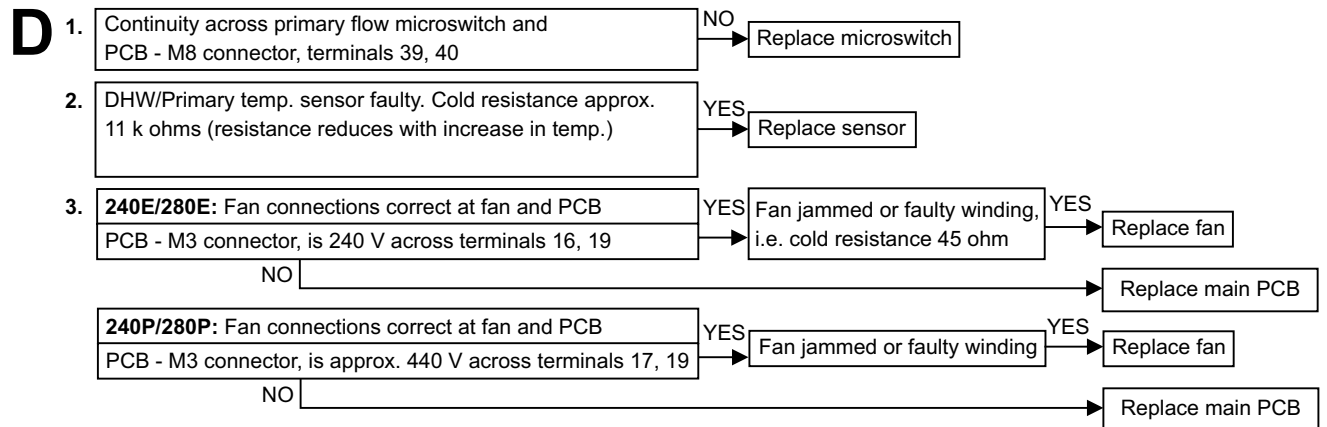 D
1. Continuity across primary flow microswitch and
PCB - M8 connector, terminals 39, 40
NO
Replace microswitch
2. DHW/Primary temp. sensor faulty. Cold resistance approx.
11 k ohms (resistance reduces with increase in temp.)
YES
Replace sensor
3. 240E/280E: Fan connections correct at fan and PCB
PCB - M3 connector, is 240 V across terminals 16, 19
YES
Fan jammed or faulty winding,
i.e. cold resistance 45 ohm
YES
Replace fan
NO
Replace main PCB
240P/280P: Fan connections correct at fan and PCB
PCB - M3 connector, is approx. 440 V across terminals 17, 19
YES
Fan jammed or faulty winding
YES
Replace fan
NO
Replace main PCB